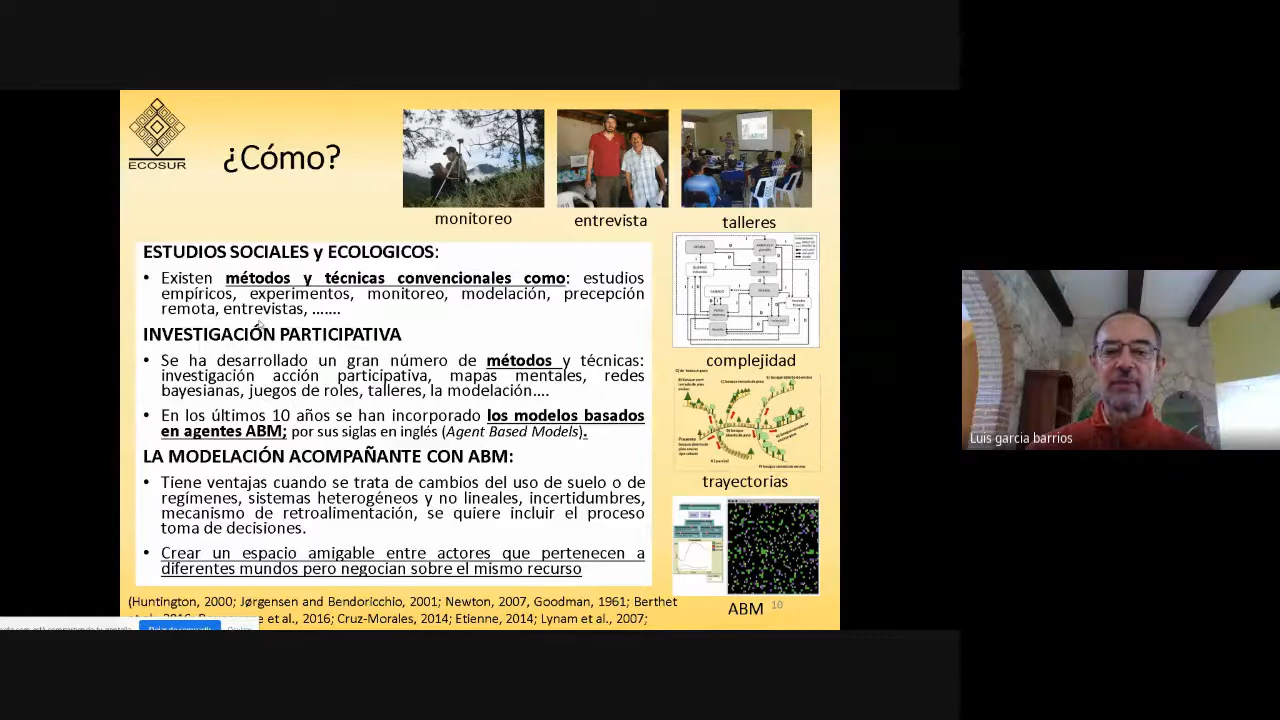 ECOSUR
¿Cómo?
monitoreo
entrevista
talleres
ESTUDIOS SOCIALES y ECOLOGICOS:
• Existen métodos y técnicas convencionales como: estudios
empíricos, experimentos, monitoreo, modelación, precepción
remota, entrevistas, …….
INVESTIGACIÓN PARTICIPATIVA
• Se ha desarrollado un gran número de métodos y técnicas:
investigación acción participativa, mapas mentales, redes
bayesianas, juegos de roles, talleres, la modelación….
• En los últimos 10 años se han incorporado los modelos basados
en agentes ABM; por sus siglas en inglés (Agent Based Models).
LA MODELACIÓN ACOMPAÑANTE CON ABM:
• Tiene ventajas cuando se trata de cambios del uso de suelo o de
regímenes, sistemas heterogéneos y no lineales, incertidumbres,
mecanismo de retroalimentación, se quiere incluir el proceso
toma de decisiones.
• Crear un espacio amigable entre actores que pertenecen a
diferentes mundos pero negocian sobre el mismo recurso
complejidad
trayectorias
ABM
10
(Huntington, 2000; Jørgensen and Bendoricchio, 2001; Newton, 2007, Goodman, 1961; Berthet
et al., 2016; Cruz-Morales, 2014; Etienne, 2014; Lynam et al., 2007;
Dejar de compartir
Luis garcia barrios